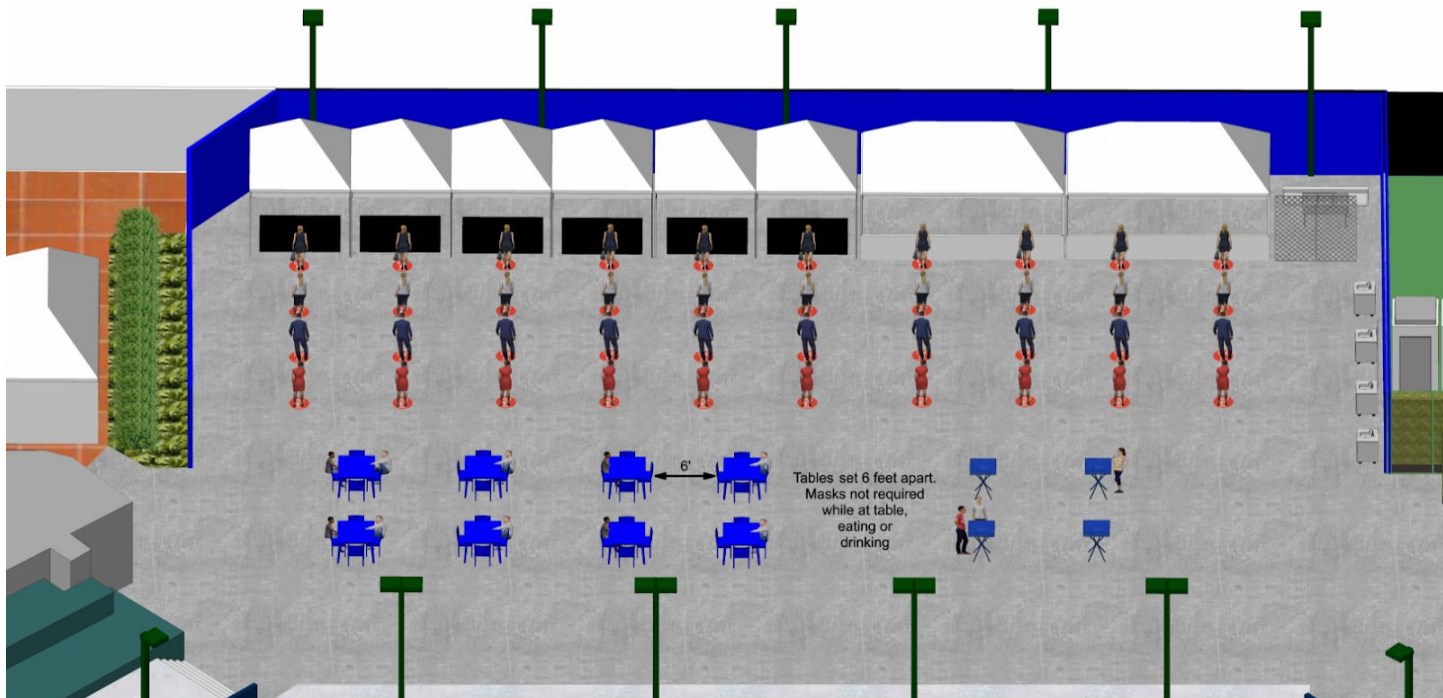 6'
Tables set 6 feet apart.
Masks not required
while at table,
eating or
drinking